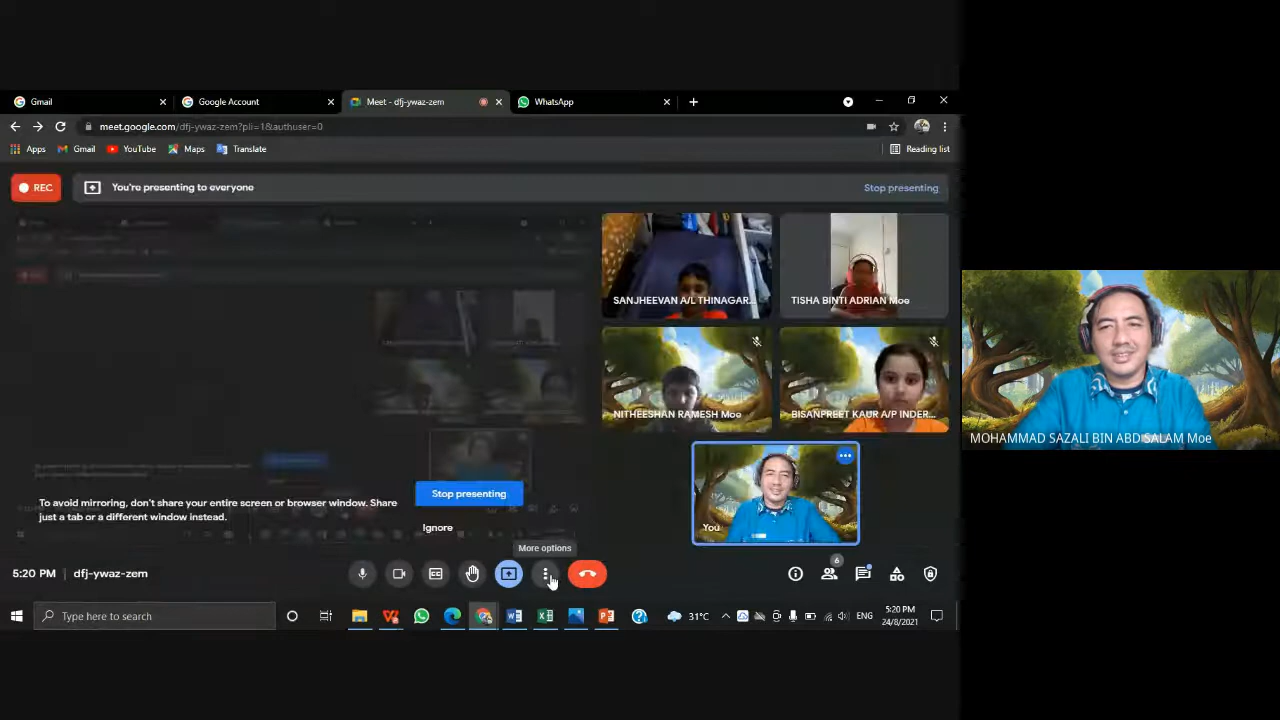 Gmail
Google Account
Meet - dfj-ywaz-zem
WhatsApp
meet.google.com/dfj-ywaz-zem?pli=1&authuser=0
Apps
Gmail
YouTube
Maps
Translate
Reading list
REC
You're presenting to everyone
Stop presenting
SANJHEEVAN A/L THINAGAR...
TISHA BINTI ADRIAN Moe
NITHEESHAN RAMESH Moe
BISANPREET KAUR A/P INDER...
MOHAMMAD SAZALI BIN ABD SALAM Moe
To avoid mirroring, don't share your entire screen or browser window. Share
just a tab or a different window instead.
Stop presenting
Ignore
You
More options
5:20 PM | dfj-ywaz-zem
6
Type here to search
31°C
ENG
5:20 PM
24/8/2021